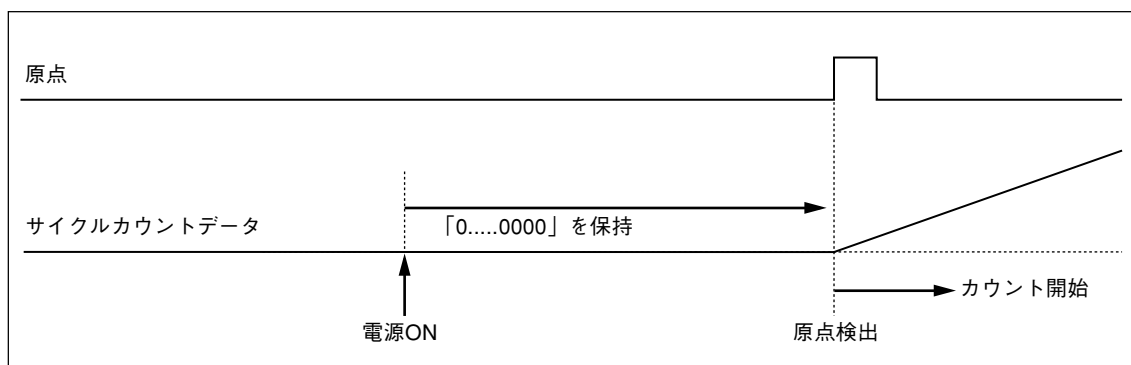 原点
サイクルカウントデータ
「0.....0000」を保持
カウント開始
電源ON
原点検出